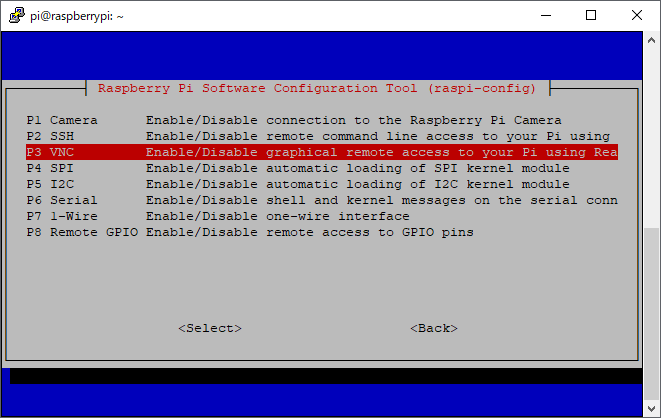 pi@raspberrypi: ~
Raspberry Pi Software Configuration Tool (raspi-config)
P1 Camera Enable/Disable connection to the Raspberry Pi Camera
P2 SSH Enable/Disable remote command line access to your Pi using
P3 VNC Enable/Disable graphical remote access to your Pi using Rea
P4 SPI Enable/Disable automatic loading of SPI kernel module
P5 I2C Enable/Disable automatic loading of I2C kernel module
P6 Serial Enable/Disable shell and kernel messages on the serial conn
P7 1-Wire Enable/Disable one-wire interface
P8 Remote GPIO Enable/Disable remote access to GPIO pins
<Select> <Back>